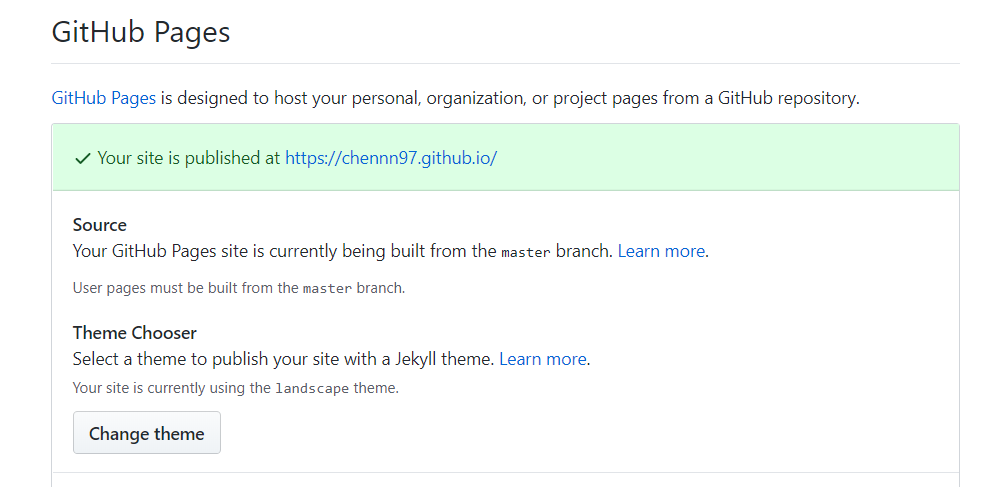 GitHub Pages
GitHub Pages is designed to host your personal, organization, or project pages from a GitHub repository.
✓ Your site is published at https://chennn97.github.io/
Source
Your GitHub Pages site is currently being built from the master branch. Learn more.
User pages must be built from the master branch.
Theme Chooser
Select a theme to publish your site with a Jekyll theme. Learn more.
Your site is currently using the landscape theme.
Change theme